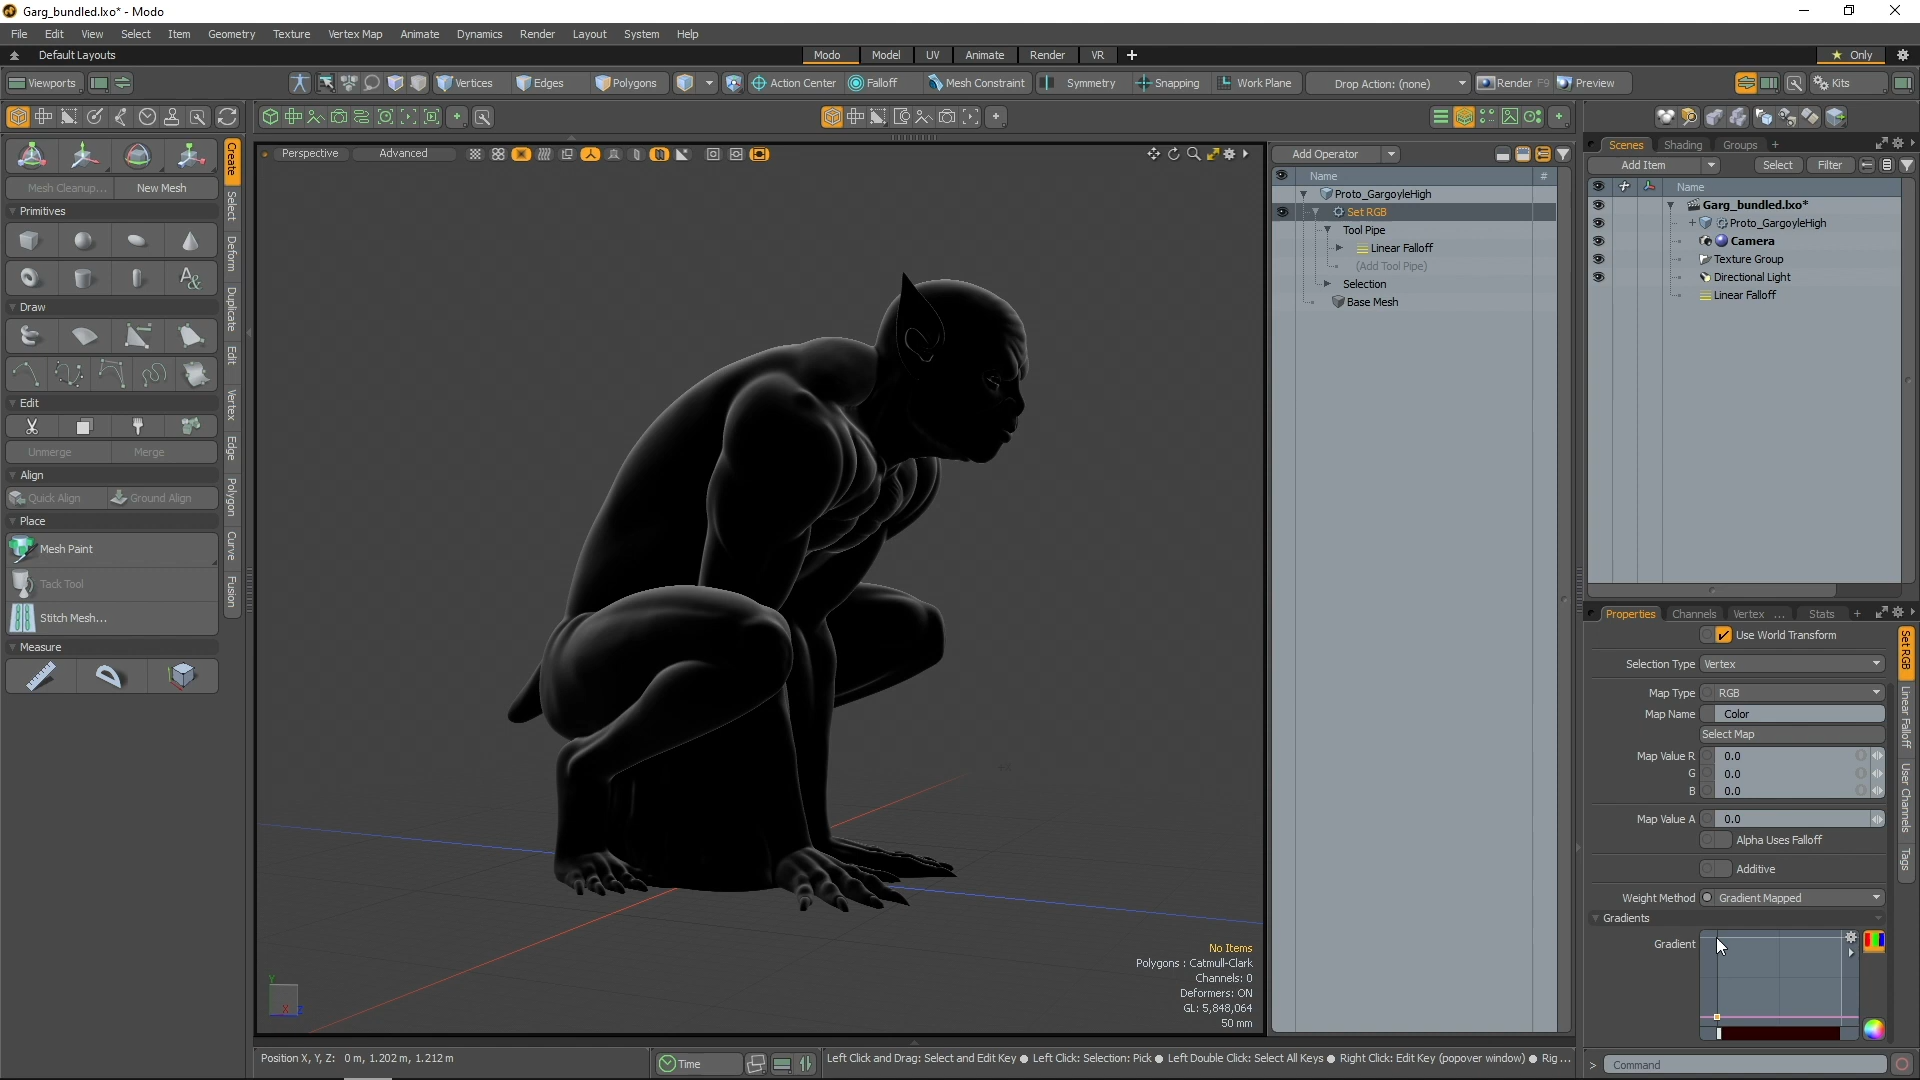 Garg_bundled.lxo* - Modo
File Edit View Select Item Geometry Texture Vertex Map Animate Dynamics Render Layout System Help
Default Layouts Modo Model UV Animate Render VR Only
Viewports Vertices Edges Polygons Action Center Falloff Mesh Constraint Symmetry Snapping Work Plane Drop Action: (none) Render F9 Preview Kits
Perspective Advanced
Add Operator
Scenes Shading Groups +
Add Item Select Filter
Mesh Cleanup... New Mesh
Primitives
Draw
Edit
Unmerge Merge
Align
Quick Align Ground Align
Place
Mesh Paint
Tack Tool
Stitch Mesh...
Measure
Create
Select
Deform
Duplicate
Edit
Vertex
Edge
Polygon
Curve
Fusion
No Items
Polygons : Catmull-Clark
Channels: 0
Deformers: ON
GL: 5,848,064
50 mm
Y
X Z
Name #
Proto_GargoyleHigh
Set RGB
Tool Pipe
Linear Falloff
(Add Tool Pipe)
Selection
Base Mesh
Name
Garg_bundled.lxo*
Proto_GargoyleHigh
Camera
Texture Group
Directional Light
Linear Falloff
Properties Channels Vertex ... Stats +
Use World Transform
Selection Type Vertex
Map Type RGB
Map Name Color
Select Map
Map Value R 0.0
G 0.0
B 0.0
Map Value A 0.0
Alpha Uses Falloff
Additive
Weight Method Gradient Mapped
Gradients
Gradient
Set RGB
Linear Falloff
User Channels
Tags
Position X, Y, Z: 0 m, 1.202 m, 1.212 m
Time
Left Click and Drag: Select and Edit Key ● Left Click: Selection: Pick ● Left Double Click: Select All Keys ● Right Click: Edit Key (popover window) ● Rig ...
> Command